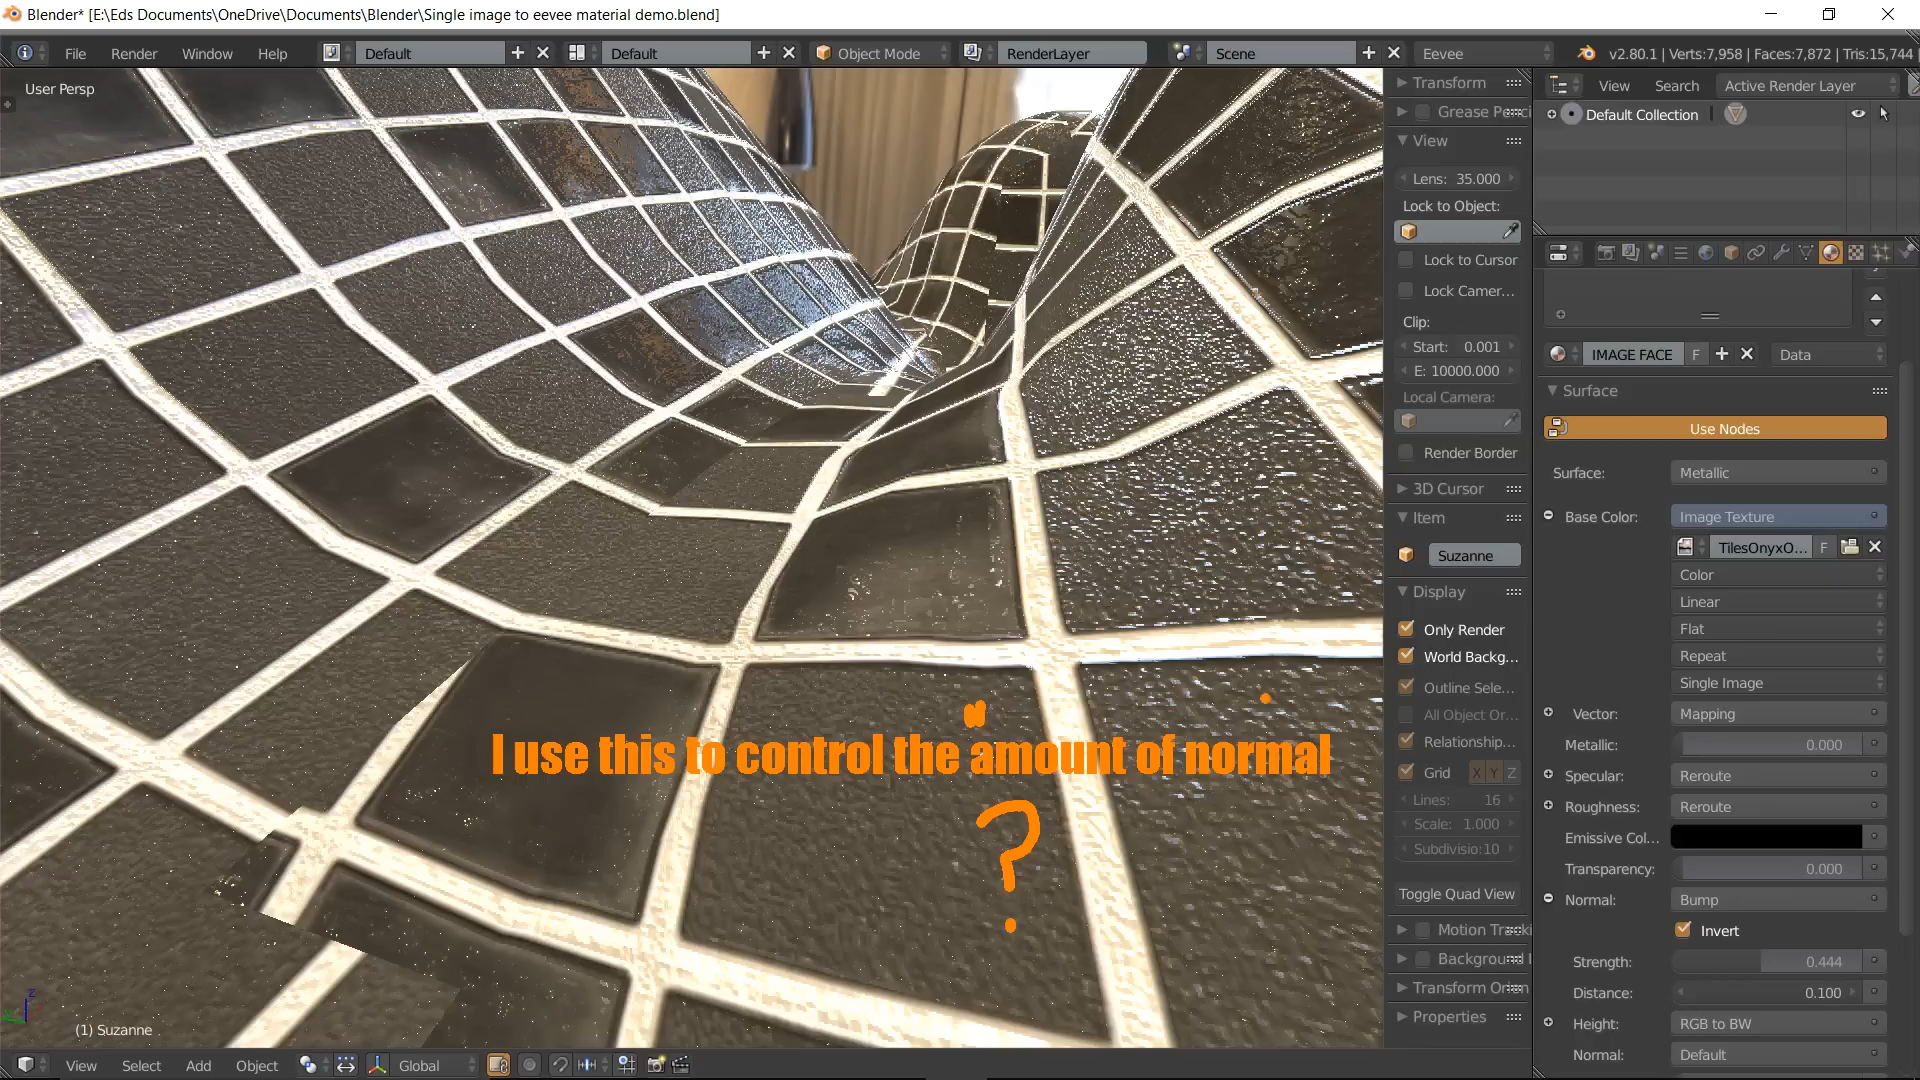 Blender* [E:\Eds Documents\OneDrive\Documents\Blender\Single image to eevee material demo.blend]
File Render Window Help Default Default Object Mode RenderLayer Scene Eevee v2.80.1 | Verts:7,958 | Faces:7,872 | Tris:15,744 |
User Persp
Transform
Grease
View
Lens: 35.000
Lock to Object:
Lock to Cursor
Lock Camer...
Clip:
Start: 0.001
E: 10000.000
Local Camera:
Render Border
3D Cursor
Item
Suzanne
Display
Only Render
World Backg...
Outline Sele...
All Object Or...
Relationship...
Grid X Y Z
Lines: 16
Scale: 1.000
Subdivisio:10
Toggle Quad View
Motion
Background
Transform
Properties
View Search Active Render Layer
Default Collection
IMAGE FACE F Data
Surface
Use Nodes
Surface: Metallic
Base Color: Image Texture
TilesOnyxO... F
Color
Linear
Flat
Repeat
Single Image
Vector: Mapping
Metallic: 0.000
Specular: Reroute
Roughness: Reroute
Emissive Col...
Transparency: 0.000
Normal: Bump
Invert
Strength: 0.444
Distance: 0.100
Height: RGB to BW
Normal: Default
I use this to control the amount of normal
?
(1) Suzanne
View Select Add Object Global